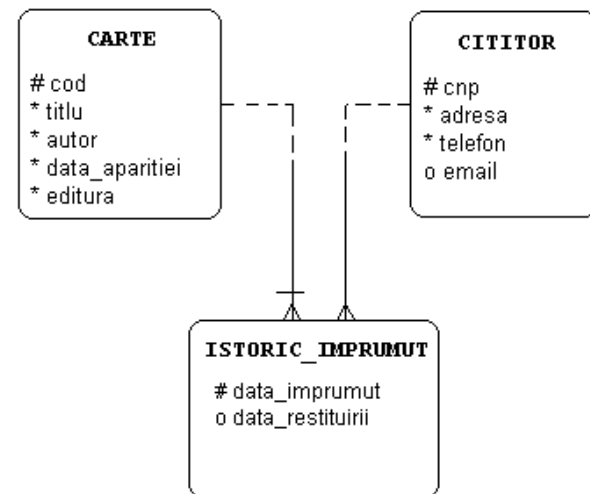 CARTE
# cod
* titlu
* autor
* data_aparitiei
* editura
CITITOR
# cnp
* adresa
* telefon
o email
ISTORIC_IMPRUMUT
# data_imprumut
o data_restituirii